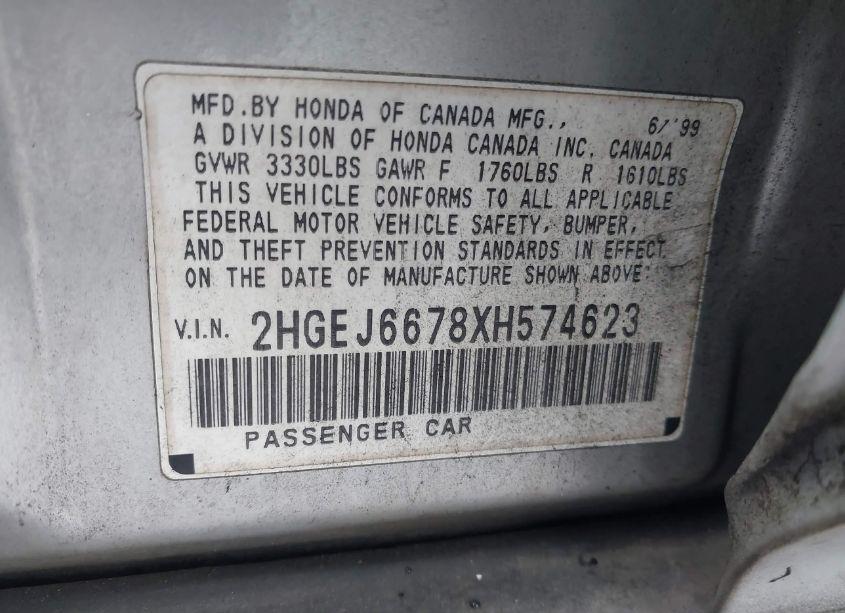 MFD.BY HONDA OF CANADA MFG., 6/'99
A DIVISION OF HONDA CANADA INC. CANADA
GVWR 3330LBS GAWR F 1760LBS R 1610LBS
THIS VEHICLE CONFORMS TO ALL APPLICABLE
FEDERAL MOTOR VEHICLE SAFETY, BUMPER,
AND THEFT PREVENTION STANDARDS IN EFFECT
ON THE DATE OF MANUFACTURE SHOWN ABOVE.
V.I.N. 2HGEJ6678XH574623
PASSENGER CAR